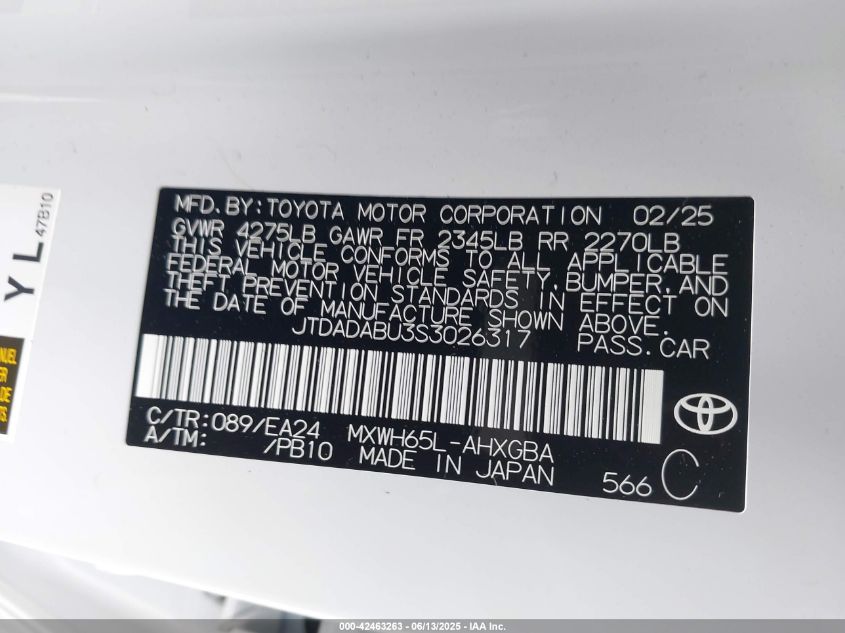 MFD.BY:TOYOTA MOTOR CORPORATION 02/25
GVWR 4275LB GAWR FR 2345LB RR 2270LB
THIS VEHICLE CONFORMS TO ALL APPLICABLE
FEDERAL MOTOR VEHICLE SAFETY,BUMPER,AND
THEFT PREVENTION STANDARDS IN EFFECT ON
THE DATE OF MANUFACTURE SHOWN ABOVE.
JTDADABU3S3026317 PASS.CAR
C/TR:089/EA24 MXWH65L-AHXGBA
A/TM: /PB10 MADE IN JAPAN 566 C
YL
47B10
000-42463263 - 06/13/2025 - IAA Inc.